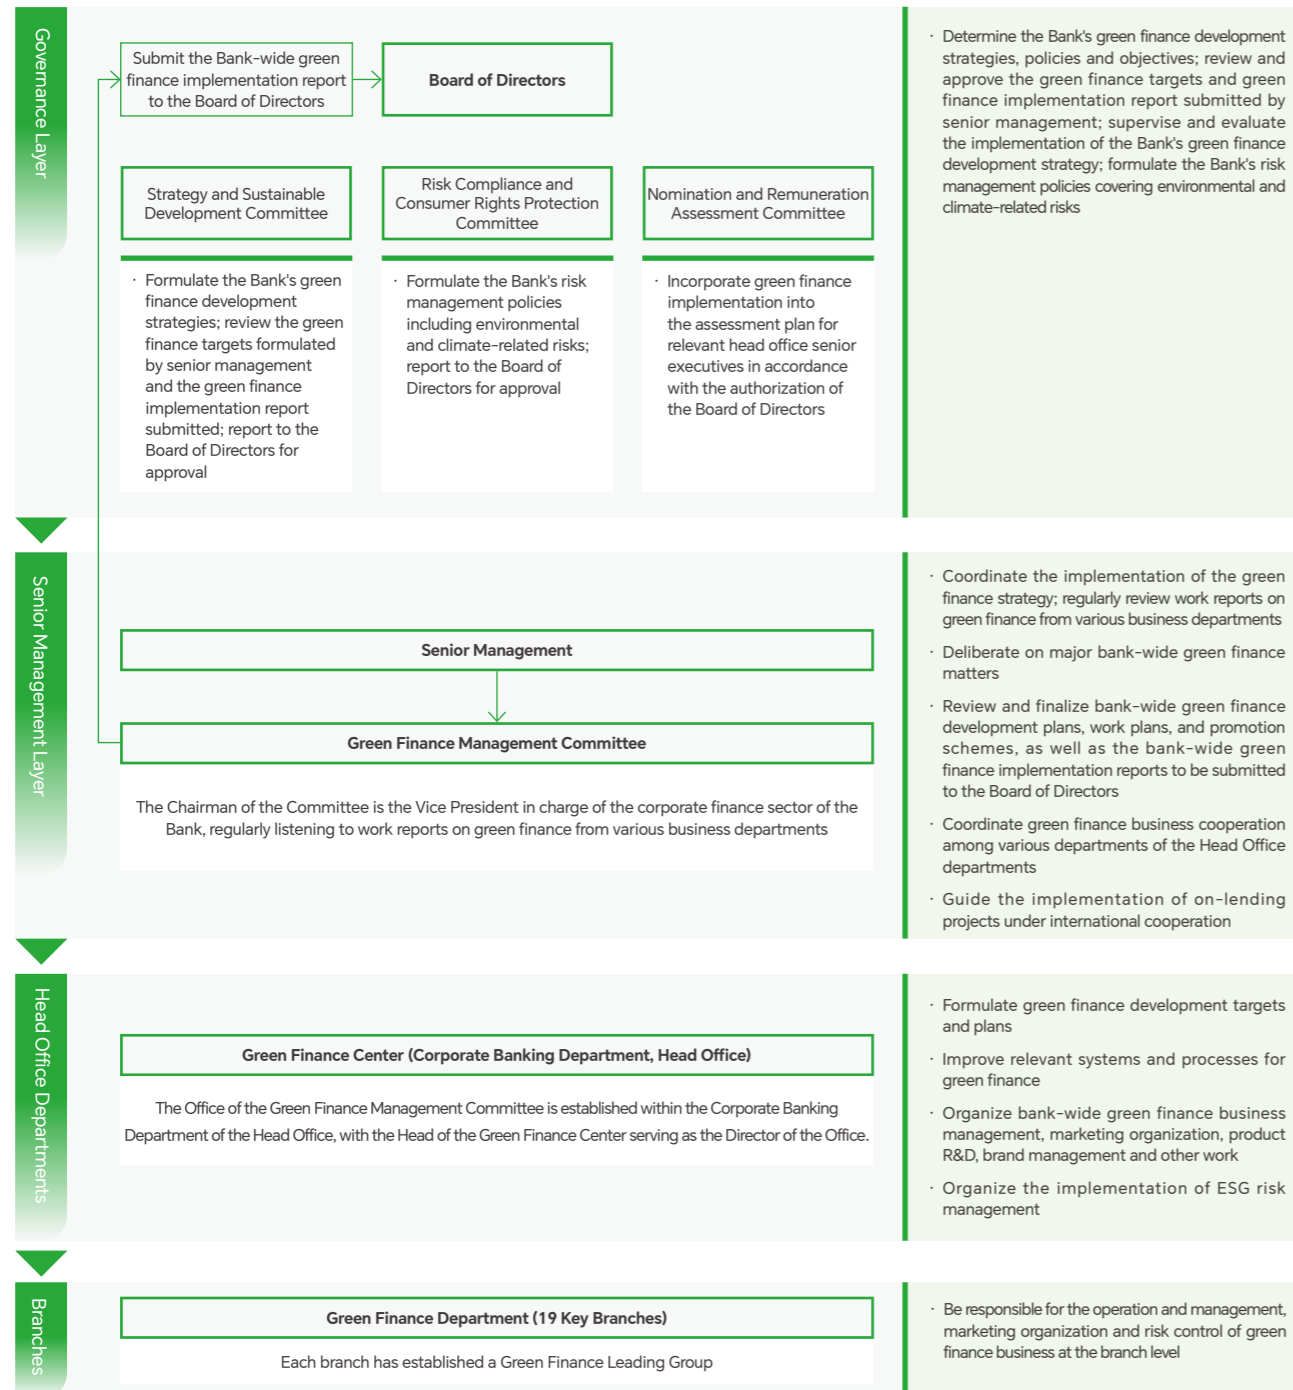 Governance Layer
Submit the Bank-wide green
finance implementation report
to the Board of Directors
Board of Directors
Strategy and Sustainable
Development Committee
Risk Compliance and
Consumer Rights Protection
Committee
Nomination and Remuneration
Assessment Committee
· Formulate the Bank's green
finance development
strategies; review the green
finance targets formulated
by senior management
and the green finance
implementation report
submitted; report to the
Board of Directors for
approval
· Formulate the Bank's risk
management policies
including environmental
and climate-related risks;
report to the Board of
Directors for approval
· Incorporate green finance
implementation into
the assessment plan for
relevant head office senior
executives in accordance
with the authorization of
the Board of Directors
· Determine the Bank's green finance development
strategies, policies and objectives; review and
approve the green finance targets and green
finance implementation report submitted by
senior management; supervise and evaluate
the implementation of the Bank's green finance
development strategy; formulate the Bank's risk
management policies covering environmental and
climate-related risks
Senior Management Layer
Senior Management
Green Finance Management Committee
The Chairman of the Committee is the Vice President in charge of the corporate finance sector of the
Bank, regularly listening to work reports on green finance from various business departments
· Coordinate the implementation of the green
finance strategy; regularly review work reports on
green finance from various business departments
· Deliberate on major bank-wide green finance
matters
· Review and finalize bank-wide green finance
development plans, work plans, and promotion
schemes, as well as the bank-wide green
finance implementation reports to be submitted
to the Board of Directors
· Coordinate green finance business cooperation
among various departments of the Head Office
departments
· Guide the implementation of on-lending
projects under international cooperation
Head Office Departments
Green Finance Center (Corporate Banking Department, Head Office)
The Office of the Green Finance Management Committee is established within the Corporate Banking
Department of the Head Office, with the Head of the Green Finance Center serving as the Director of the Office.
· Formulate green finance development targets
and plans
· Improve relevant systems and processes for
green finance
· Organize bank-wide green finance business
management, marketing organization, product
R&D, brand management and other work
· Organize the implementation of ESG risk
management
Branches
Green Finance Department (19 Key Branches)
Each branch has established a Green Finance Leading Group
· Be responsible for the operation and management,
marketing organization and risk control of green
finance business at the branch level